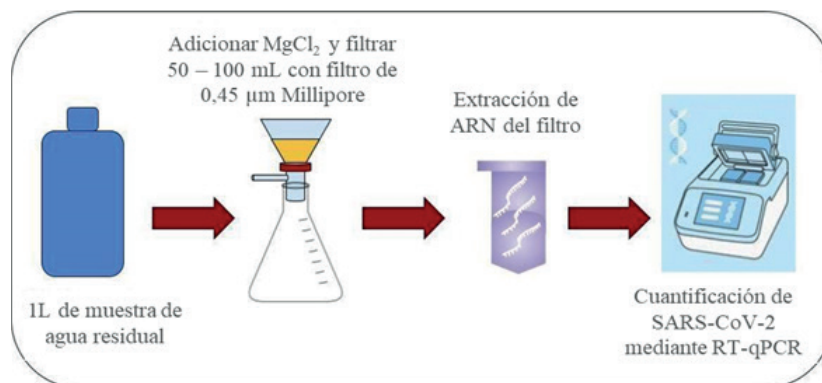 Adicionar MgCl₂ y filtrar
50 – 100 mL con filtro de
0,45 µm Millipore
Extracción de
ARN del filtro
1L de muestra de
agua residual
Cuantificación de
SARS-CoV-2
mediante RT-qPCR